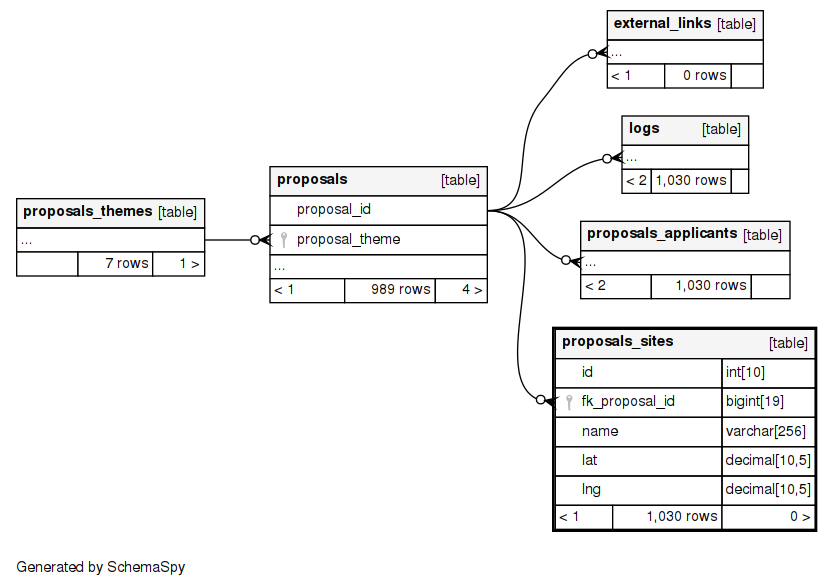 external_links [table]
...
< 1 0 rows
logs [table]
...
< 2 1,030 rows
proposals [table]
proposal_id
proposal_theme
...
< 1 989 rows 4 >
proposals_themes [table]
...
7 rows 1 >
proposals_applicants [table]
...
< 2 1,030 rows
proposals_sites [table]
id int[10]
fk_proposal_id bigint[19]
name varchar[256]
lat decimal[10,5]
lng decimal[10,5]
< 1 1,030 rows 0 >
Generated by SchemaSpy